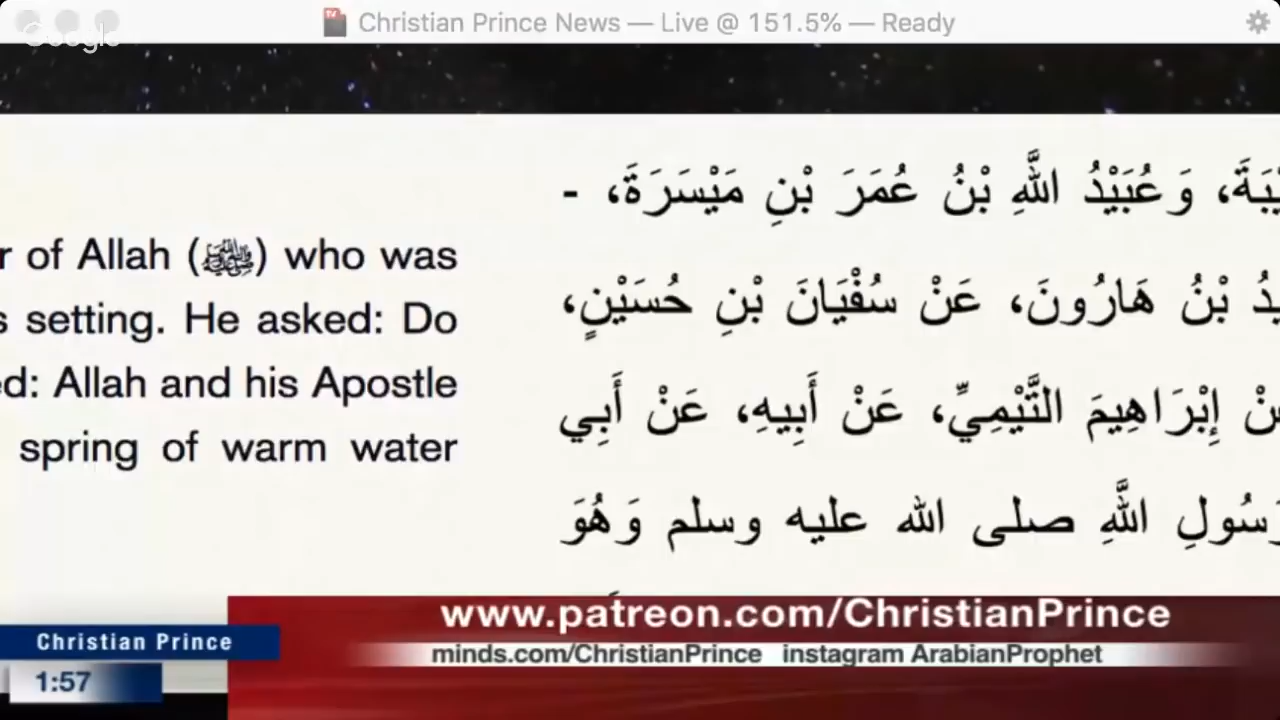 Christian Prince News — Live @ 151.5% — Ready
Google
of Allah (ﷺ) who was
setting. He asked: Do
Allah and his Apostle
spring of warm water
وَعُبَيْدُ اللَّهِ بْنُ عُمَرَ بْنِ مَيْسَرَةَ، -
بْنُ هَارُونَ، عَنْ سُفْيَانَ بْنِ حُسَيْنٍ،
إِبْرَاهِيمَ التَّيْمِيِّ، عَنْ أَبِيهِ، عَنْ أَبِي
رَسُولِ اللَّهِ صلى الله عليه وسلم وَهُوَ
www.patreon.com/ChristianPrince
minds.com/ChristianPrince instagram ArabianProphet
Christian Prince
1:57